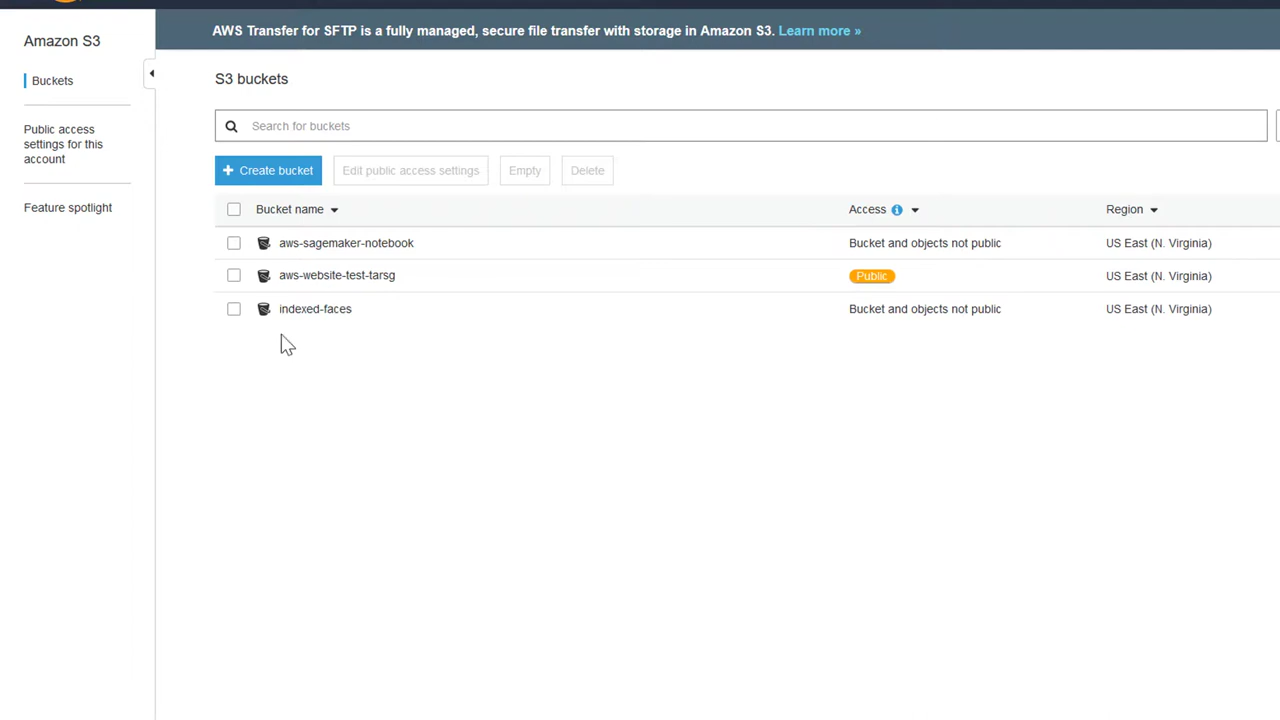 Amazon S3
Buckets
Public access
settings for this
account
Feature spotlight
AWS Transfer for SFTP is a fully managed, secure file transfer with storage in Amazon S3. Learn more »
S3 buckets
Search for buckets
Create bucket Edit public access settings Empty Delete
Bucket name Access Region
aws-sagemaker-notebook Bucket and objects not public US East (N. Virginia)
aws-website-test-tarsg Public US East (N. Virginia)
indexed-faces Bucket and objects not public US East (N. Virginia)